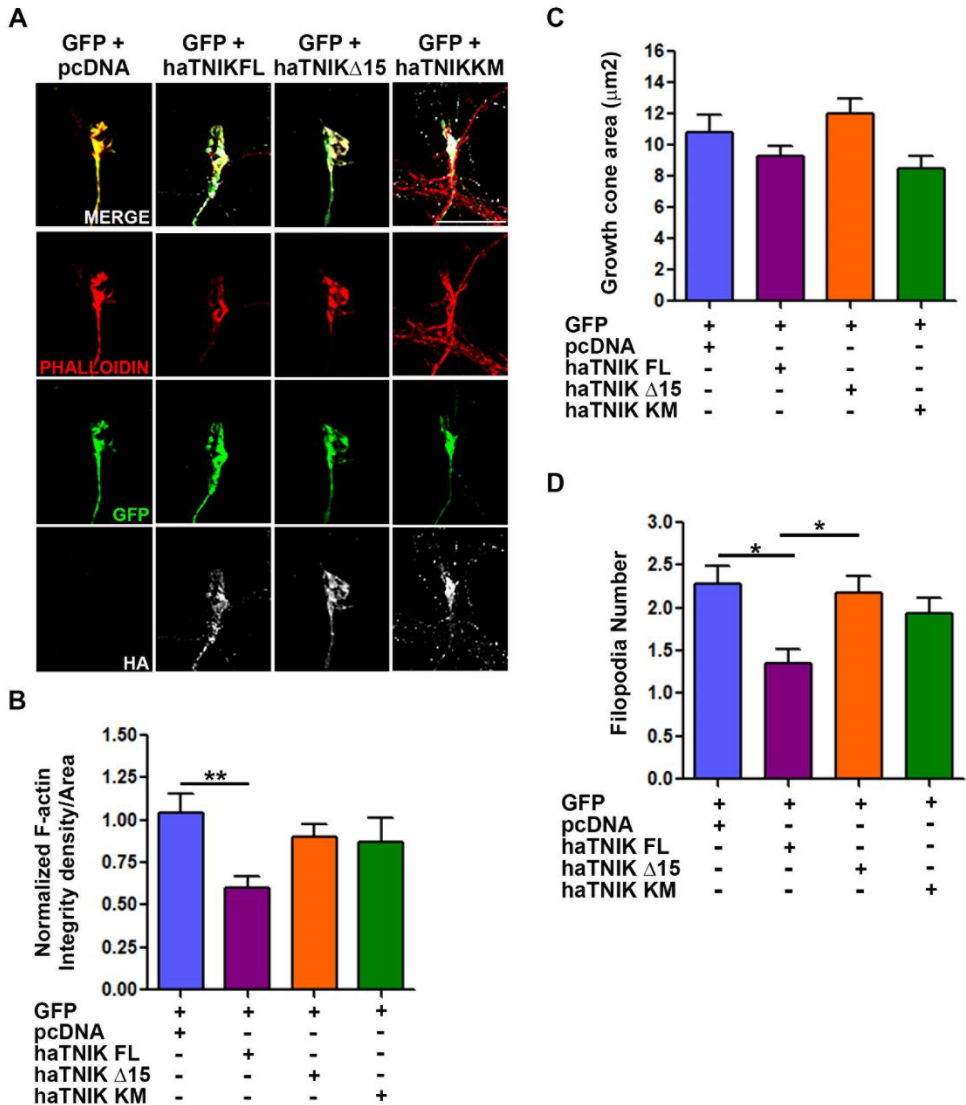 A
GFP + GFP + GFP + GFP +
pcDNA haTNIKFL haTNIKΔ15 haTNIKKM
MERGE
PHALLOIDIN
GFP
HA
B
Normalized F-actin
Integrity density/Area
1.50
1.25
1.00
0.75
0.50
0.25
0.00
**
GFP + + + +
pcDNA + - - -
haTNIK FL - + - -
haTNIK Δ15 - - + -
haTNIK KM - - - +
C
Growth cone area (μm2)
16
14
12
10
8
6
4
2
0
GFP + + + +
pcDNA + - - -
haTNIK FL - + - -
haTNIK Δ15 - - + -
haTNIK KM - - - +
D
Filopodia Number
3.0
2.5
2.0
1.5
1.0
0.5
0.0
* *
GFP + + + +
pcDNA + - - -
haTNIK FL - + - -
haTNIK Δ15 - - + -
haTNIK KM - - - +